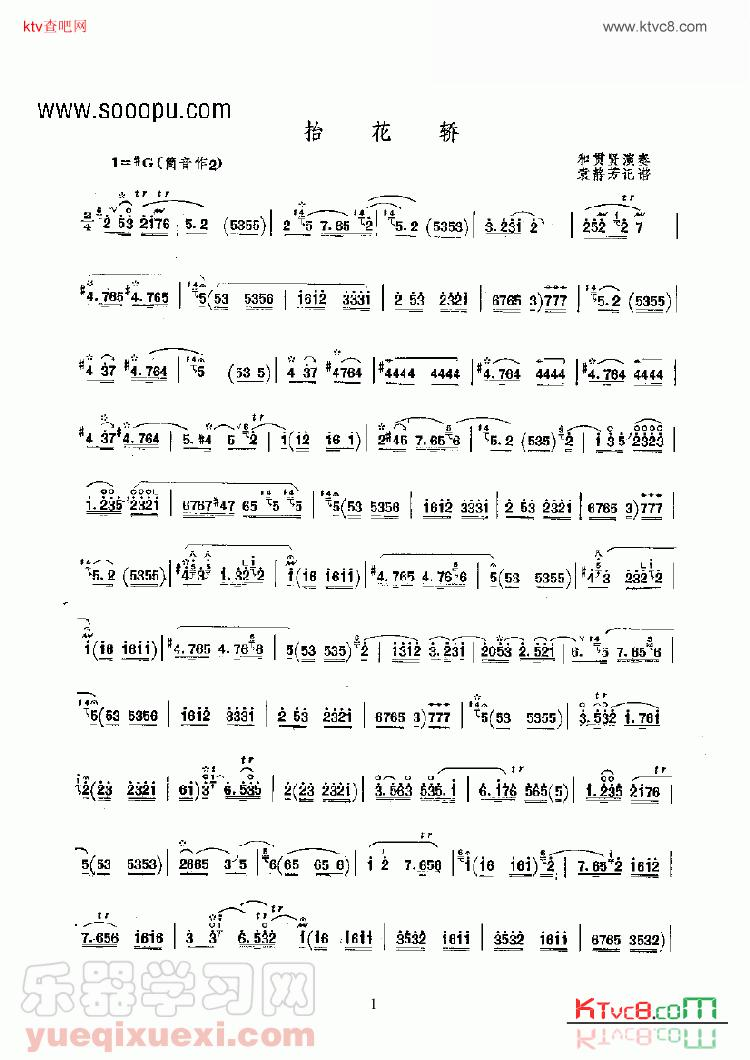 ktv查吧网
www.ktvc8.com
www.sooopu.com
抬 花 轿
1=#G(筒音作2)
和贯贤演奏
袁静芳记谱
2/4 2 53 2176 5.2 (5355) 2 5 7.65 2 5.2 (5353) 3.231 2 252 2 7
#4.765 #4.765 5(53 5356 1612 3331 2 53 2321 6765 3)777 5.2 (5355)
#4 37 #4.764 5 (53 5) 4 37 #4764 #4444 4444 #4.764 4444 #4.764 4444
#4 37 #4.764 5. #4 5 2 1(12 16 1) 2#46 7.65 6 5.2 (535) 2 1 35 2323
1.235 2321 6767 #47 65 5 5 5(53 5356 1612 3331 2 53 2321 6765 3)777
5.2 (5355) #4 3 1.32 2 1(16 1611) #4.765 4.76 6 5(53 5355) #4 3 232 2
1(16 1611) #4.765 4.76 6 5(53 535) 2 1312 3.231 2053 2.521 6. 5 7.65 6
5(53 5356 1612 3331 2 53 2321 6765 3)777 5(53 5355) 3.532 1.761
2(23 2321 61)3 6.535 2(23 2323) 3.563 535.1 6.176 565(5) 1.235 2176
5(53 5353) 2665 3 5 6(65 65 6) 1 2 7.656 1(16 161) 2 7.65 2 1612
7.656 1616 3 3 6.532 1(16 1611 3532 1611 3532 3532 6765 3532)
乐器学习网
yueqixuexi.com
1
KTvc8.com